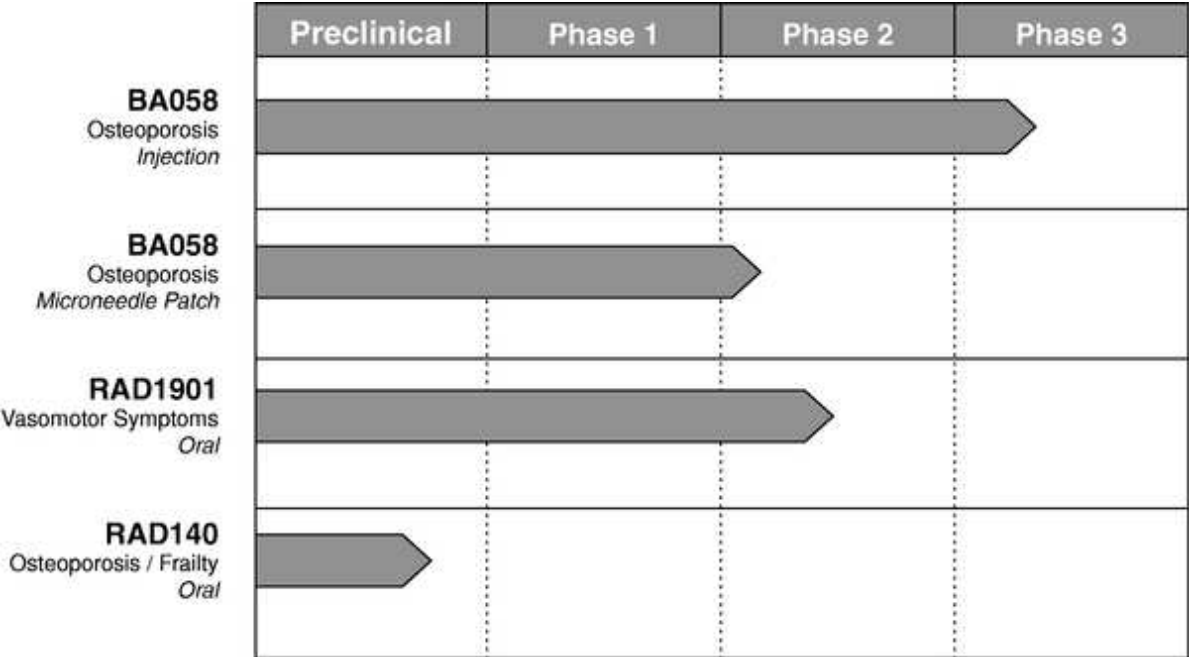 Preclinical Phase 1 Phase 2 Phase 3
BA058
Osteoporosis
Injection
BA058
Osteoporosis
Microneedle Patch
RAD1901
Vasomotor Symptoms
Oral
RAD140
Osteoporosis / Frailty
Oral